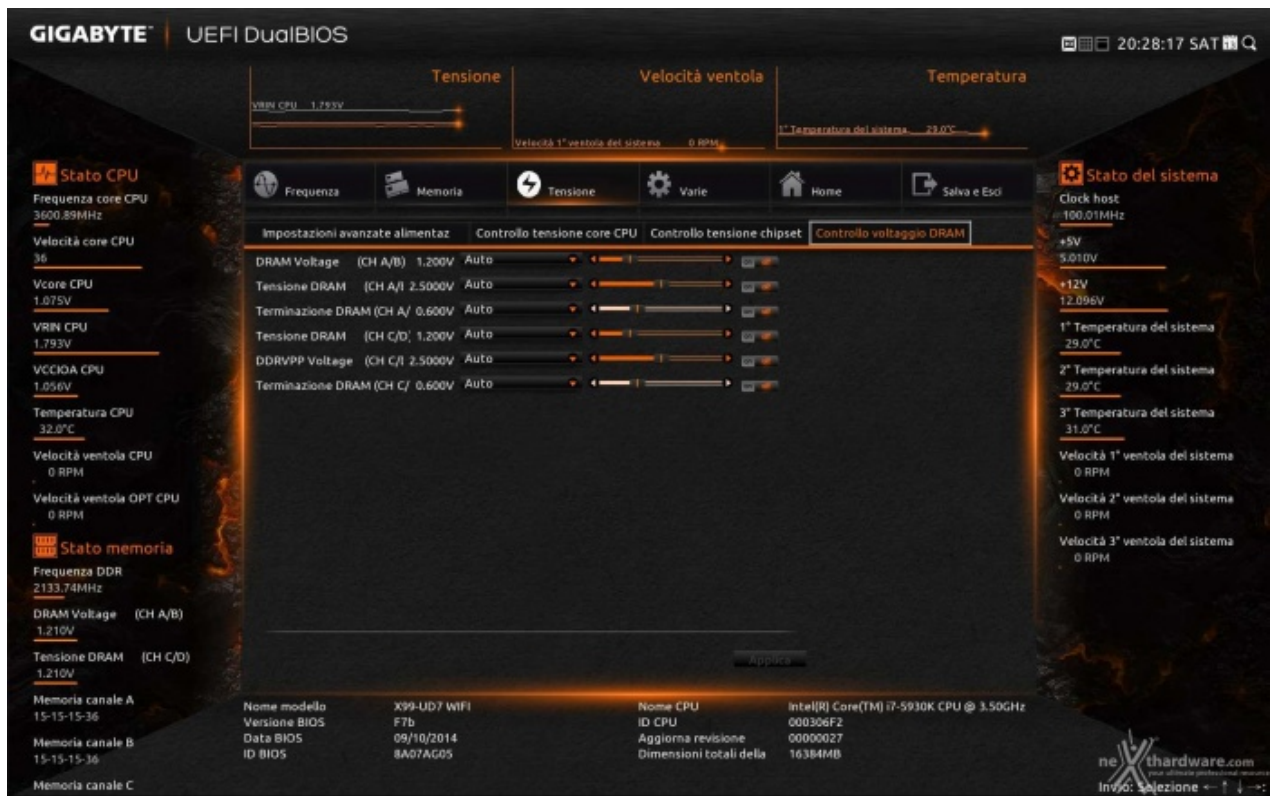 GIGABYTE UEFI DualBIOS
20:28:17 SAT
Tensione
VRIN CPU 1.793V
Velocità ventola
Velocità 1° ventola del sistema 0 RPM
Temperatura
1° Temperatura del sistema 29.0°C
Stato CPU
Frequenza core CPU
3600.89MHz
Velocità core CPU
36
Vcore CPU
1.075V
VRIN CPU
1.793V
VCCIOA CPU
1.056V
Temperatura CPU
32.0°C
Velocità ventola CPU
0 RPM
Velocità ventola OPT CPU
0 RPM
Stato memoria
Frequenza DDR
2133.74MHz
DRAM Voltage (CH A/B)
1.210V
Tensione DRAM (CH C/D)
1.210V
Memoria canale A
15-15-15-36
Memoria canale B
15-15-15-36
Memoria canale C
Frequenza Memoria Tensione Varie Home Salva e Esci
Impostazioni avanzate alimentaz Controllo tensione core CPU Controllo tensione chipset Controllo voltaggio DRAM
DRAM Voltage (CH A/B) 1.200V Auto
Tensione DRAM (CH A/I 2.5000V Auto
Terminazione DRAM (CH A/ 0.600V Auto
Tensione DRAM (CH C/D) 1.200V Auto
DDRVPP Voltage (CH C/I 2.5000V Auto
Terminazione DRAM (CH C/ 0.600V Auto
Applica
Nome modello X99-UD7 WIFI
Versione BIOS F7b
Data BIOS 09/10/2014
ID BIOS 8A07AG05
Nome CPU Intel(R) Core(TM) i7-5930K CPU @ 3.50GHz
ID CPU 000306F2
Aggiorna revisione 00000027
Dimensioni totali della 16384MB
Stato del sistema
Clock host
100.01MHz
+5V
5.010V
+12V
12.096V
1° Temperatura del sistema
29.0°C
2° Temperatura del sistema
29.0°C
3° Temperatura del sistema
31.0°C
Velocità 1° ventola del sistema
0 RPM
Velocità 2° ventola del sistema
0 RPM
Velocità 3° ventola del sistema
0 RPM
nexthardware.com
your ultimate professional resource
Invio: Selezione ← ↑ ↓ →: